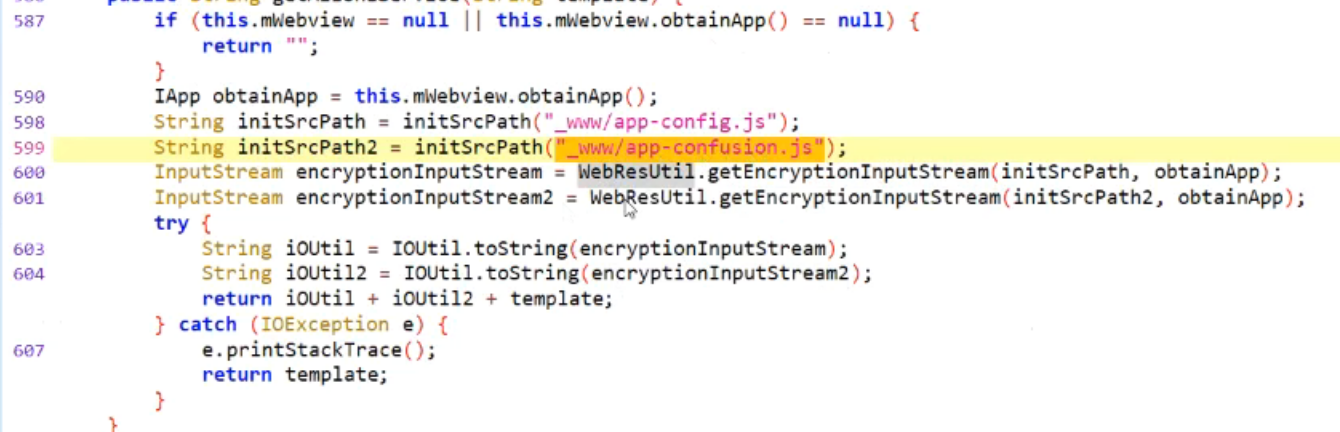 587 if (this.mWebview == null || this.mWebview.obtainApp() == null) {
return "";
}
590 IApp obtainApp = this.mWebview.obtainApp();
598 String initSrcPath = initSrcPath("_www/app-config.js");
599 String initSrcPath2 = initSrcPath("_www/app-confusion.js");
600 InputStream encryptionInputStream = WebResUtil.getEncryptionInputStream(initSrcPath, obtainApp);
601 InputStream encryptionInputStream2 = WebResUtil.getEncryptionInputStream(initSrcPath2, obtainApp);
try {
603 String iOUtil = IOUtil.toString(encryptionInputStream);
604 String iOUtil2 = IOUtil.toString(encryptionInputStream2);
return iOUtil + iOUtil2 + template;
} catch (IOException e) {
607 e.printStackTrace();
return template;
}
}